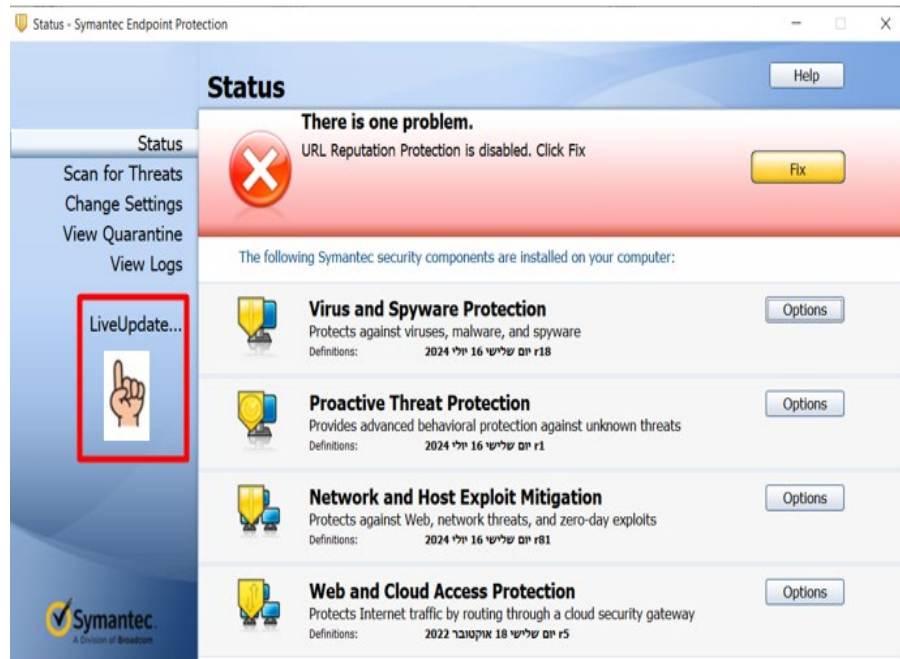 Status - Symantec Endpoint Protection
Status
Help
Status
Scan for Threats
Change Settings
View Quarantine
View Logs
LiveUpdate...
There is one problem.
URL Reputation Protection is disabled. Click Fix
Fix
The following Symantec security components are installed on your computer:
Virus and Spyware Protection
Protects against viruses, malware, and spyware
Definitions: יום שלישי 16 יולי 2024 r18
Options
Proactive Threat Protection
Provides advanced behavioral protection against unknown threats
Definitions: יום שלישי 16 יולי 2024 r1
Options
Network and Host Exploit Mitigation
Protects against Web, network threats, and zero-day exploits
Definitions: יום שלישי 16 יולי 2024 r81
Options
Web and Cloud Access Protection
Protects Internet traffic by routing through a cloud security gateway
Definitions: יום שלישי 18 אוקטובר 2022 r5
Options
Symantec.
A Division of Broadcom